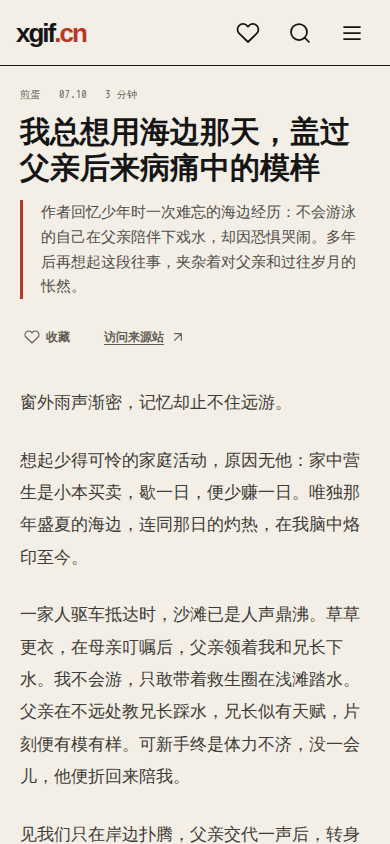 xgif.cn
煎蛋 07.10 3 分钟
我总想用海边那天，盖过
父亲后来病痛中的模样
作者回忆少年时一次难忘的海边经历：不会游泳
的自己在父亲陪伴下戏水，却因恐惧哭闹。多年
后再想起这段往事，夹杂着对父亲和过往岁月的
怅然。
收藏 访问来源站
窗外雨声渐密，记忆却止不住远游。
想起少得可怜的家庭活动，原因无他：家中营
生是小本买卖，歇一日，便少赚一日。唯独那
年盛夏的海边，连同那日的灼热，在我脑中烙
印至今。
一家人驱车抵达时，沙滩已是人声鼎沸。草草
更衣，在母亲叮嘱后，父亲领着我和兄长下
水。我不会游，只敢带着救生圈在浅滩踏水。
父亲在不远处教兄长踩水，兄长似有天赋，片
刻便有模有样。可新手终是体力不济，没一会
儿，他便折回来陪我。
见我们只在岸边扑腾，父亲交代一声后，转身